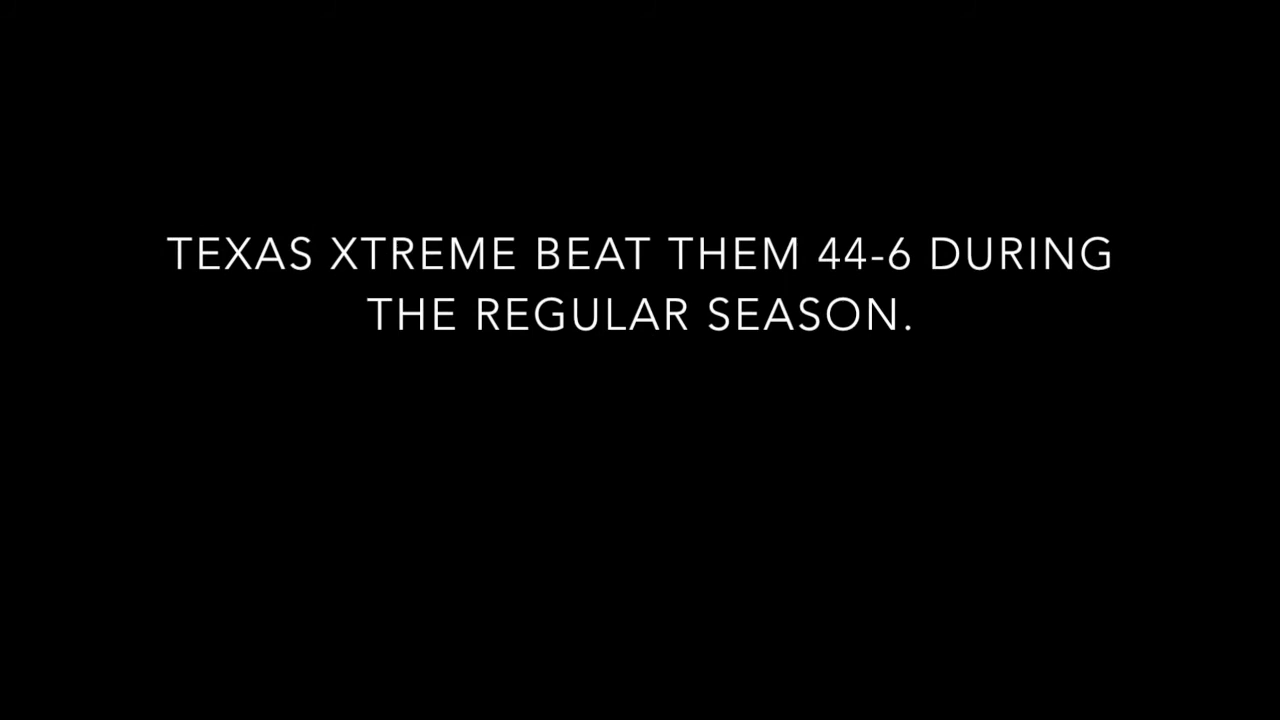 TEXAS XTREME BEAT THEM 44-6 DURING
THE REGULAR SEASON.